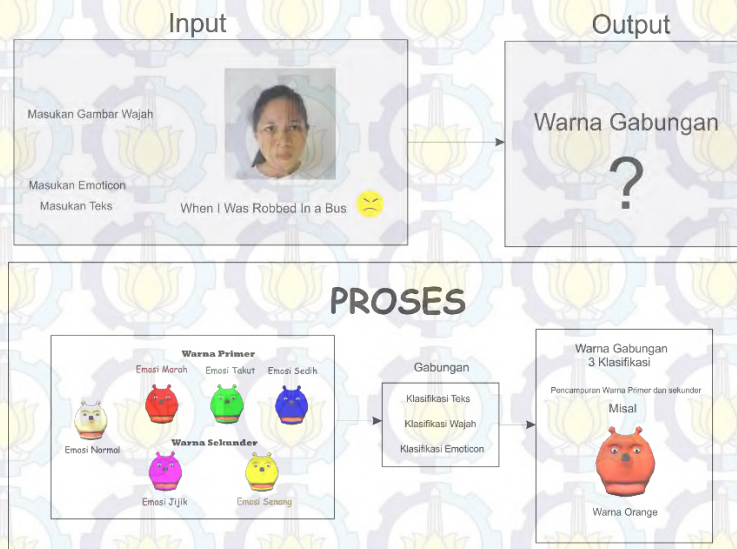 Input
Output
Masukan Gambar Wajah
Warna Gabungan
?
Masukan Emoticon
Masukan Teks
When I Was Robbed In a Bus
PROSES
Warna Primer
Emosi Marah
Emosi Takut
Emosi Sedih
Emosi Normal
Warna Sekunder
Emosi Jijik
Emosi Senang
Gabungan
Klasifikasi Teks
Klasifikasi Wajah
Klasifikasi Emoticon
Warna Gabungan
3 Klasifikasi
Pencampuran Warna Primer dan sekunder
Misal
Warna Orange